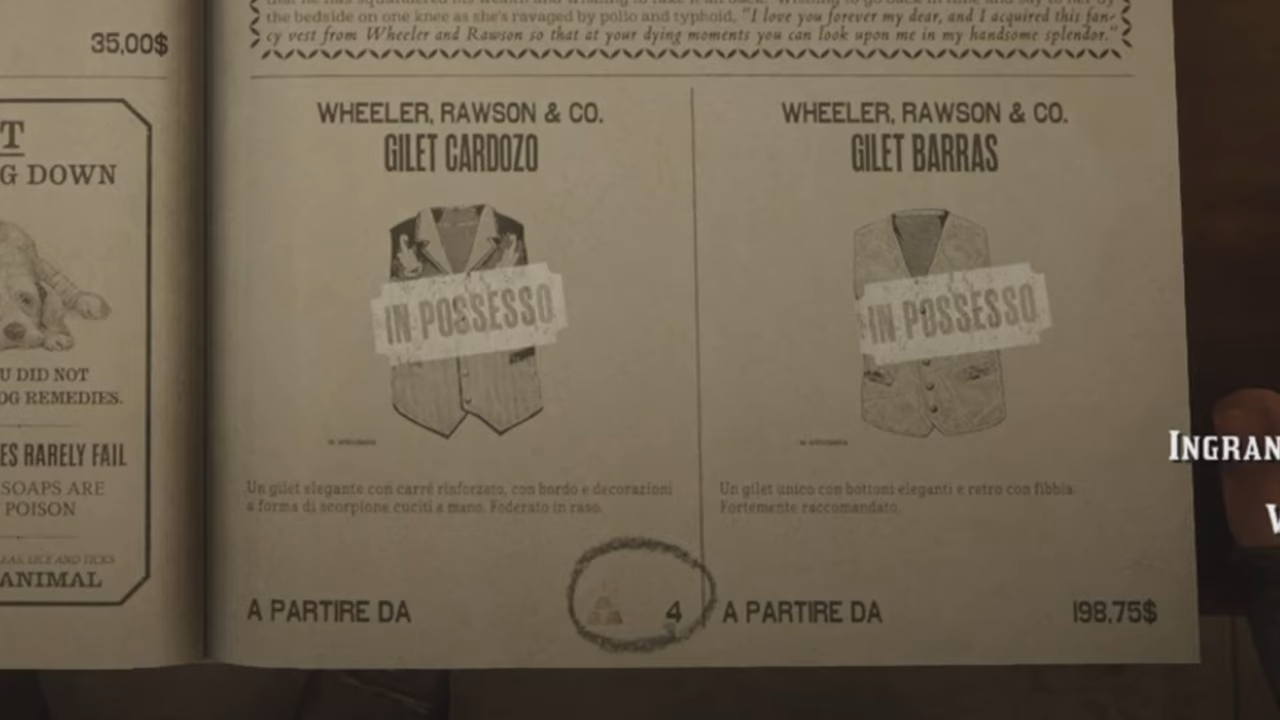 35,00$
T
G DOWN
U DID NOT
OG REMEDIES.
ES RARELY FAIL
SOAPS ARE
POISON
LICE AND TICKS
ANIMAL
the bedside on one knee as she's ravaged by polio and typhoid, "I love you forever my dear, and I acquired this fan-
cy vest from Wheeler and Rawson so that at your dying moments you can look upon me in my handsome splendor."
WHEELER, RAWSON & CO.
GILET CARDOZO
IN POSSESSO
Un gilet elegante con carré rinforzato, con bordo e decorazioni
a forma di scorpione cuciti a mano. Foderato in raso.
A PARTIRE DA
4
WHEELER, RAWSON & CO.
GILET BARRAS
IN POSSESSO
Un gilet unico con bottoni eleganti e retro con fibbia.
Fortemente raccomandato.
A PARTIRE DA
198,75$
INGRAN
V